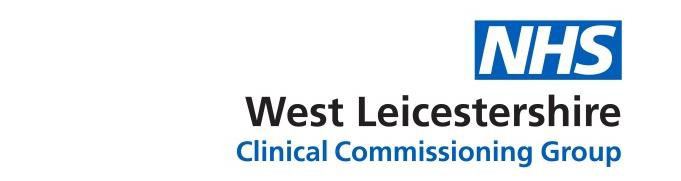 NHS
West Leicestershire
Clinical Commissioning Group